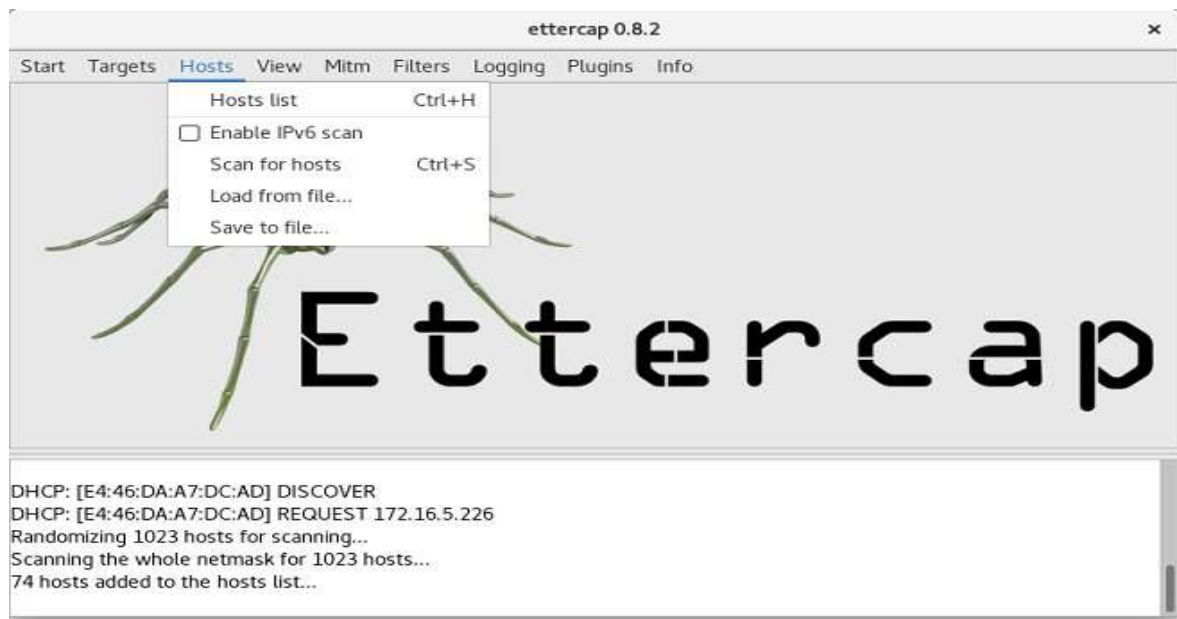 ettercap 0.8.2 ×
Start Targets Hosts View Mitm Filters Logging Plugins Info
Hosts list Ctrl+H
Enable IPv6 scan
Scan for hosts Ctrl+S
Load from file...
Save to file...
Ettercap
DHCP: [E4:46:DA:A7:DC:AD] DISCOVER
DHCP: [E4:46:DA:A7:DC:AD] REQUEST 172.16.5.226
Randomizing 1023 hosts for scanning...
Scanning the whole netmask for 1023 hosts...
74 hosts added to the hosts list...